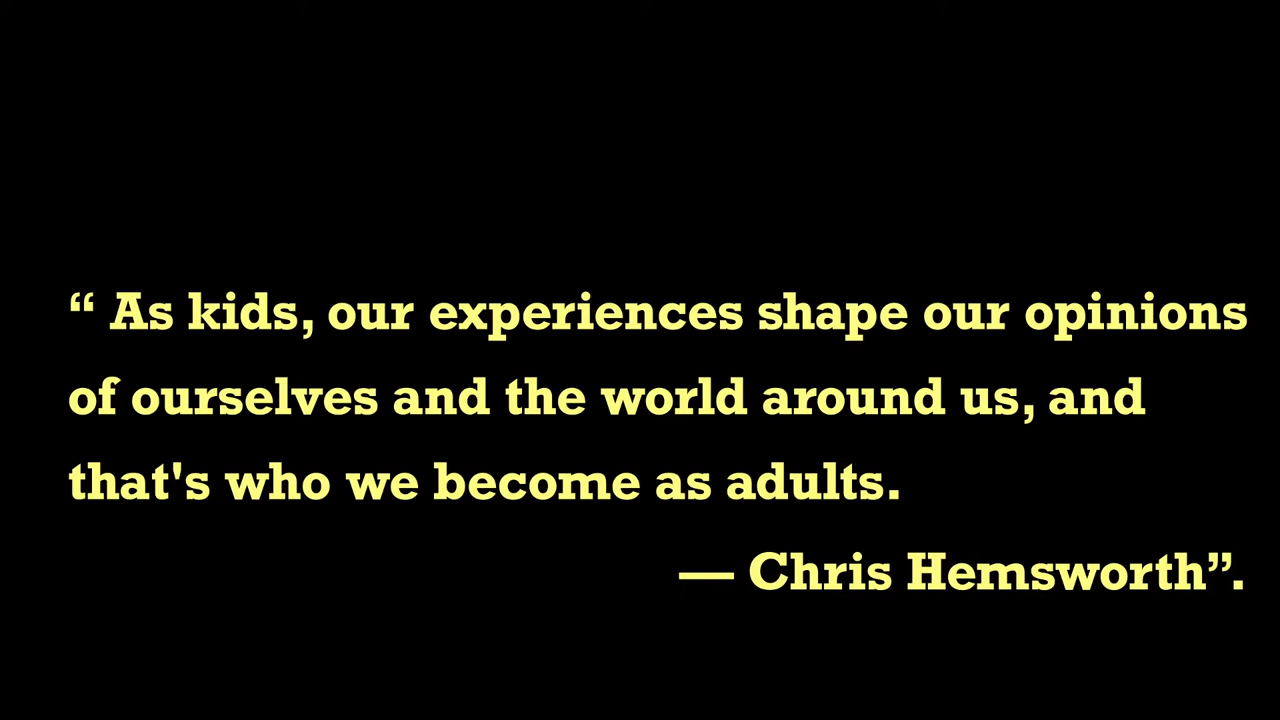 “ As kids, our experiences shape our opinions
of ourselves and the world around us, and
that's who we become as adults.
— Chris Hemsworth”.